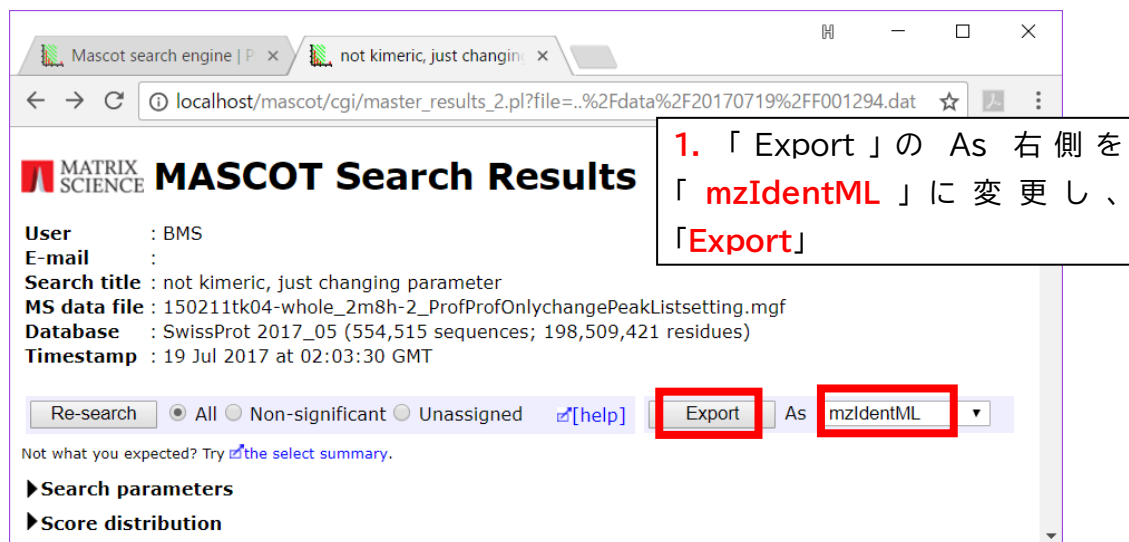 Mascot search engine | P
not kimeric, just changing
localhost/mascot/cgi/master_results_2.pl?file=..%2Fdata%2F20170719%2FF001294.dat
1. 「Export」の As 右側を
「mzIdentML」に変更し、
「Export」
MATRIX
SCIENCE
MASCOT Search Results
User : BMS
E-mail :
Search title : not kimeric, just changing parameter
MS data file : 150211tk04-whole_2m8h-2_ProfProfOnlychangePeakListsetting.mgf
Database : SwissProt 2017_05 (554,515 sequences; 198,509,421 residues)
Timestamp : 19 Jul 2017 at 02:03:30 GMT
Re-search All Non-significant Unassigned [help] Export As mzIdentML
Not what you expected? Try the select summary.
Search parameters
Score distribution